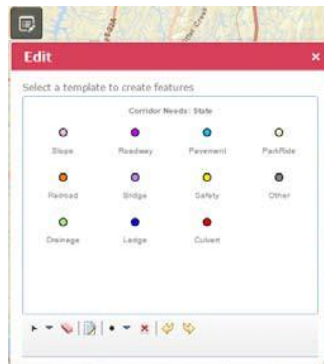 Creek
Edit
×
Select a template to create features
Corridor Needs: State
Slope Roadway Pavement ParkRide
Railroad Bridge Safety Other
Drainage Ledge Culvert